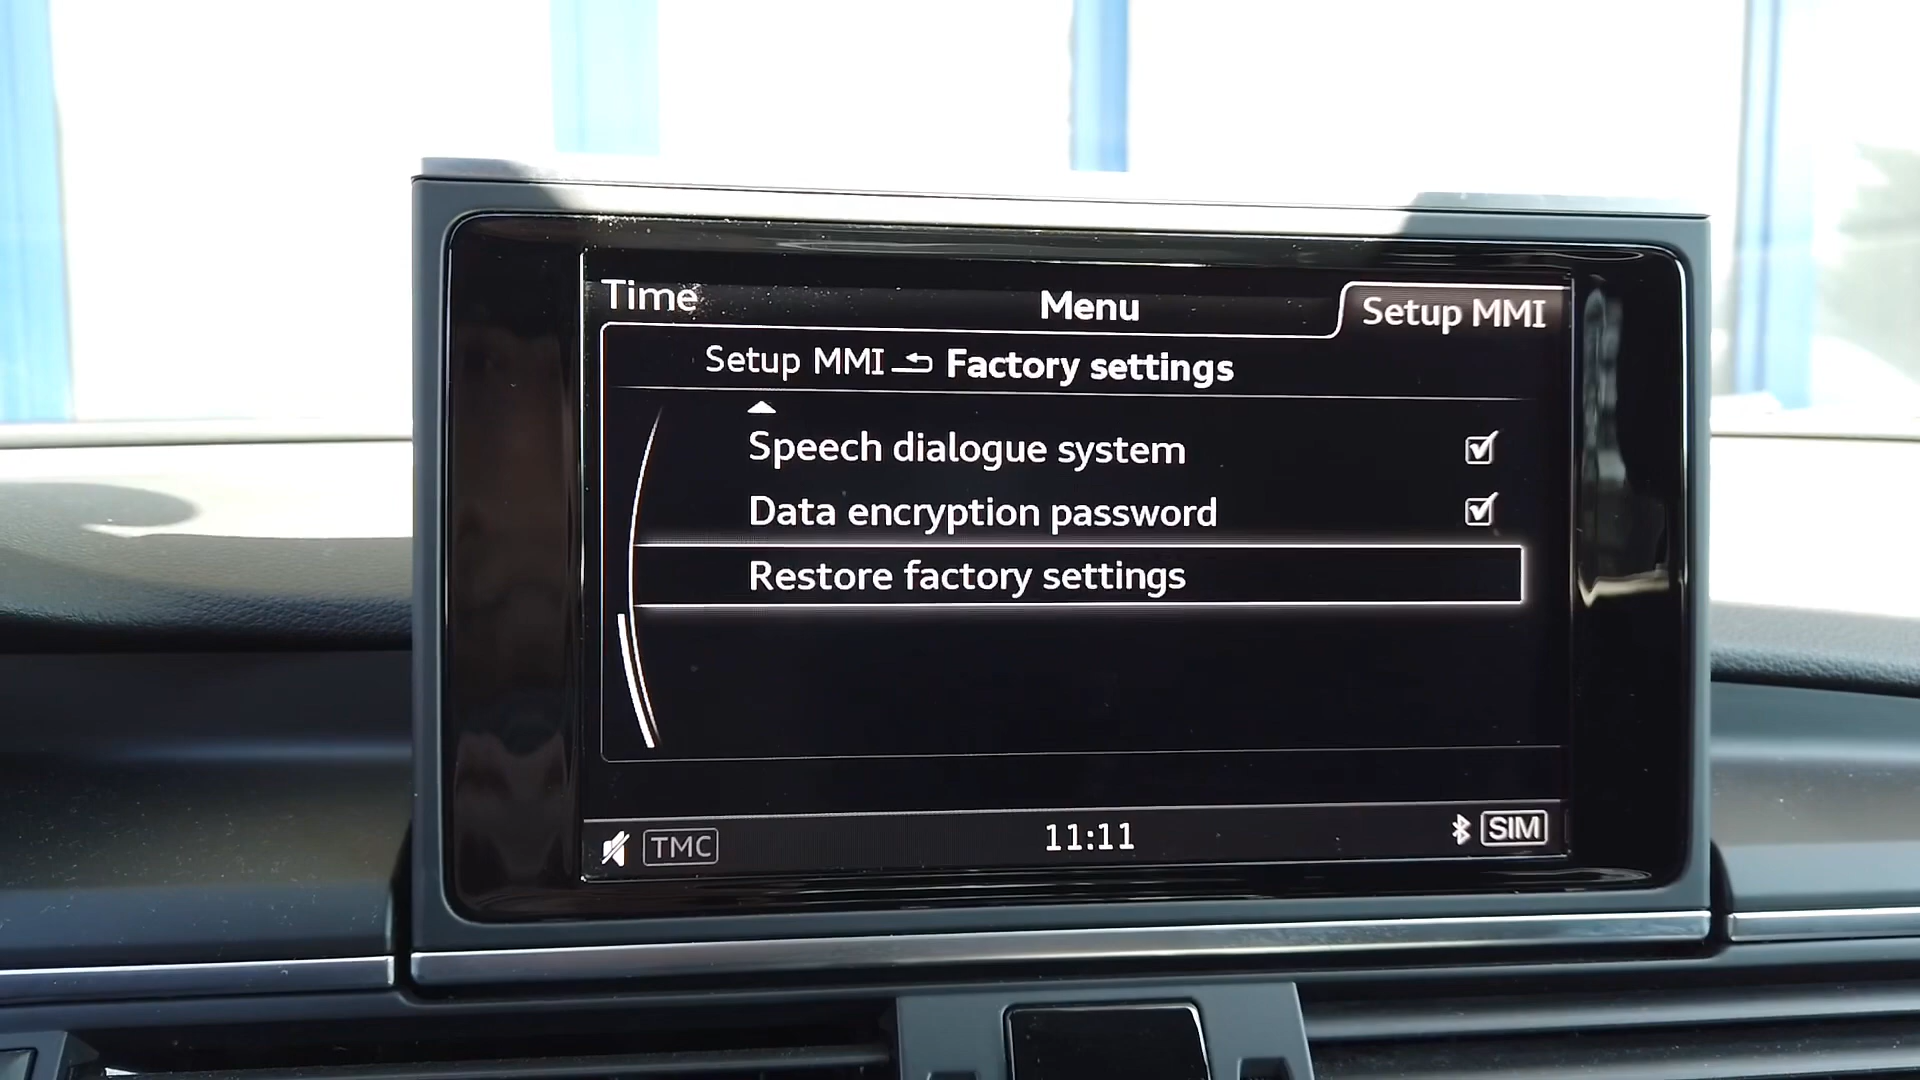 Time Menu Setup MMI
Setup MMI Factory settings
Speech dialogue system
Data encryption password
Restore factory settings
TMC 11:11 SIM